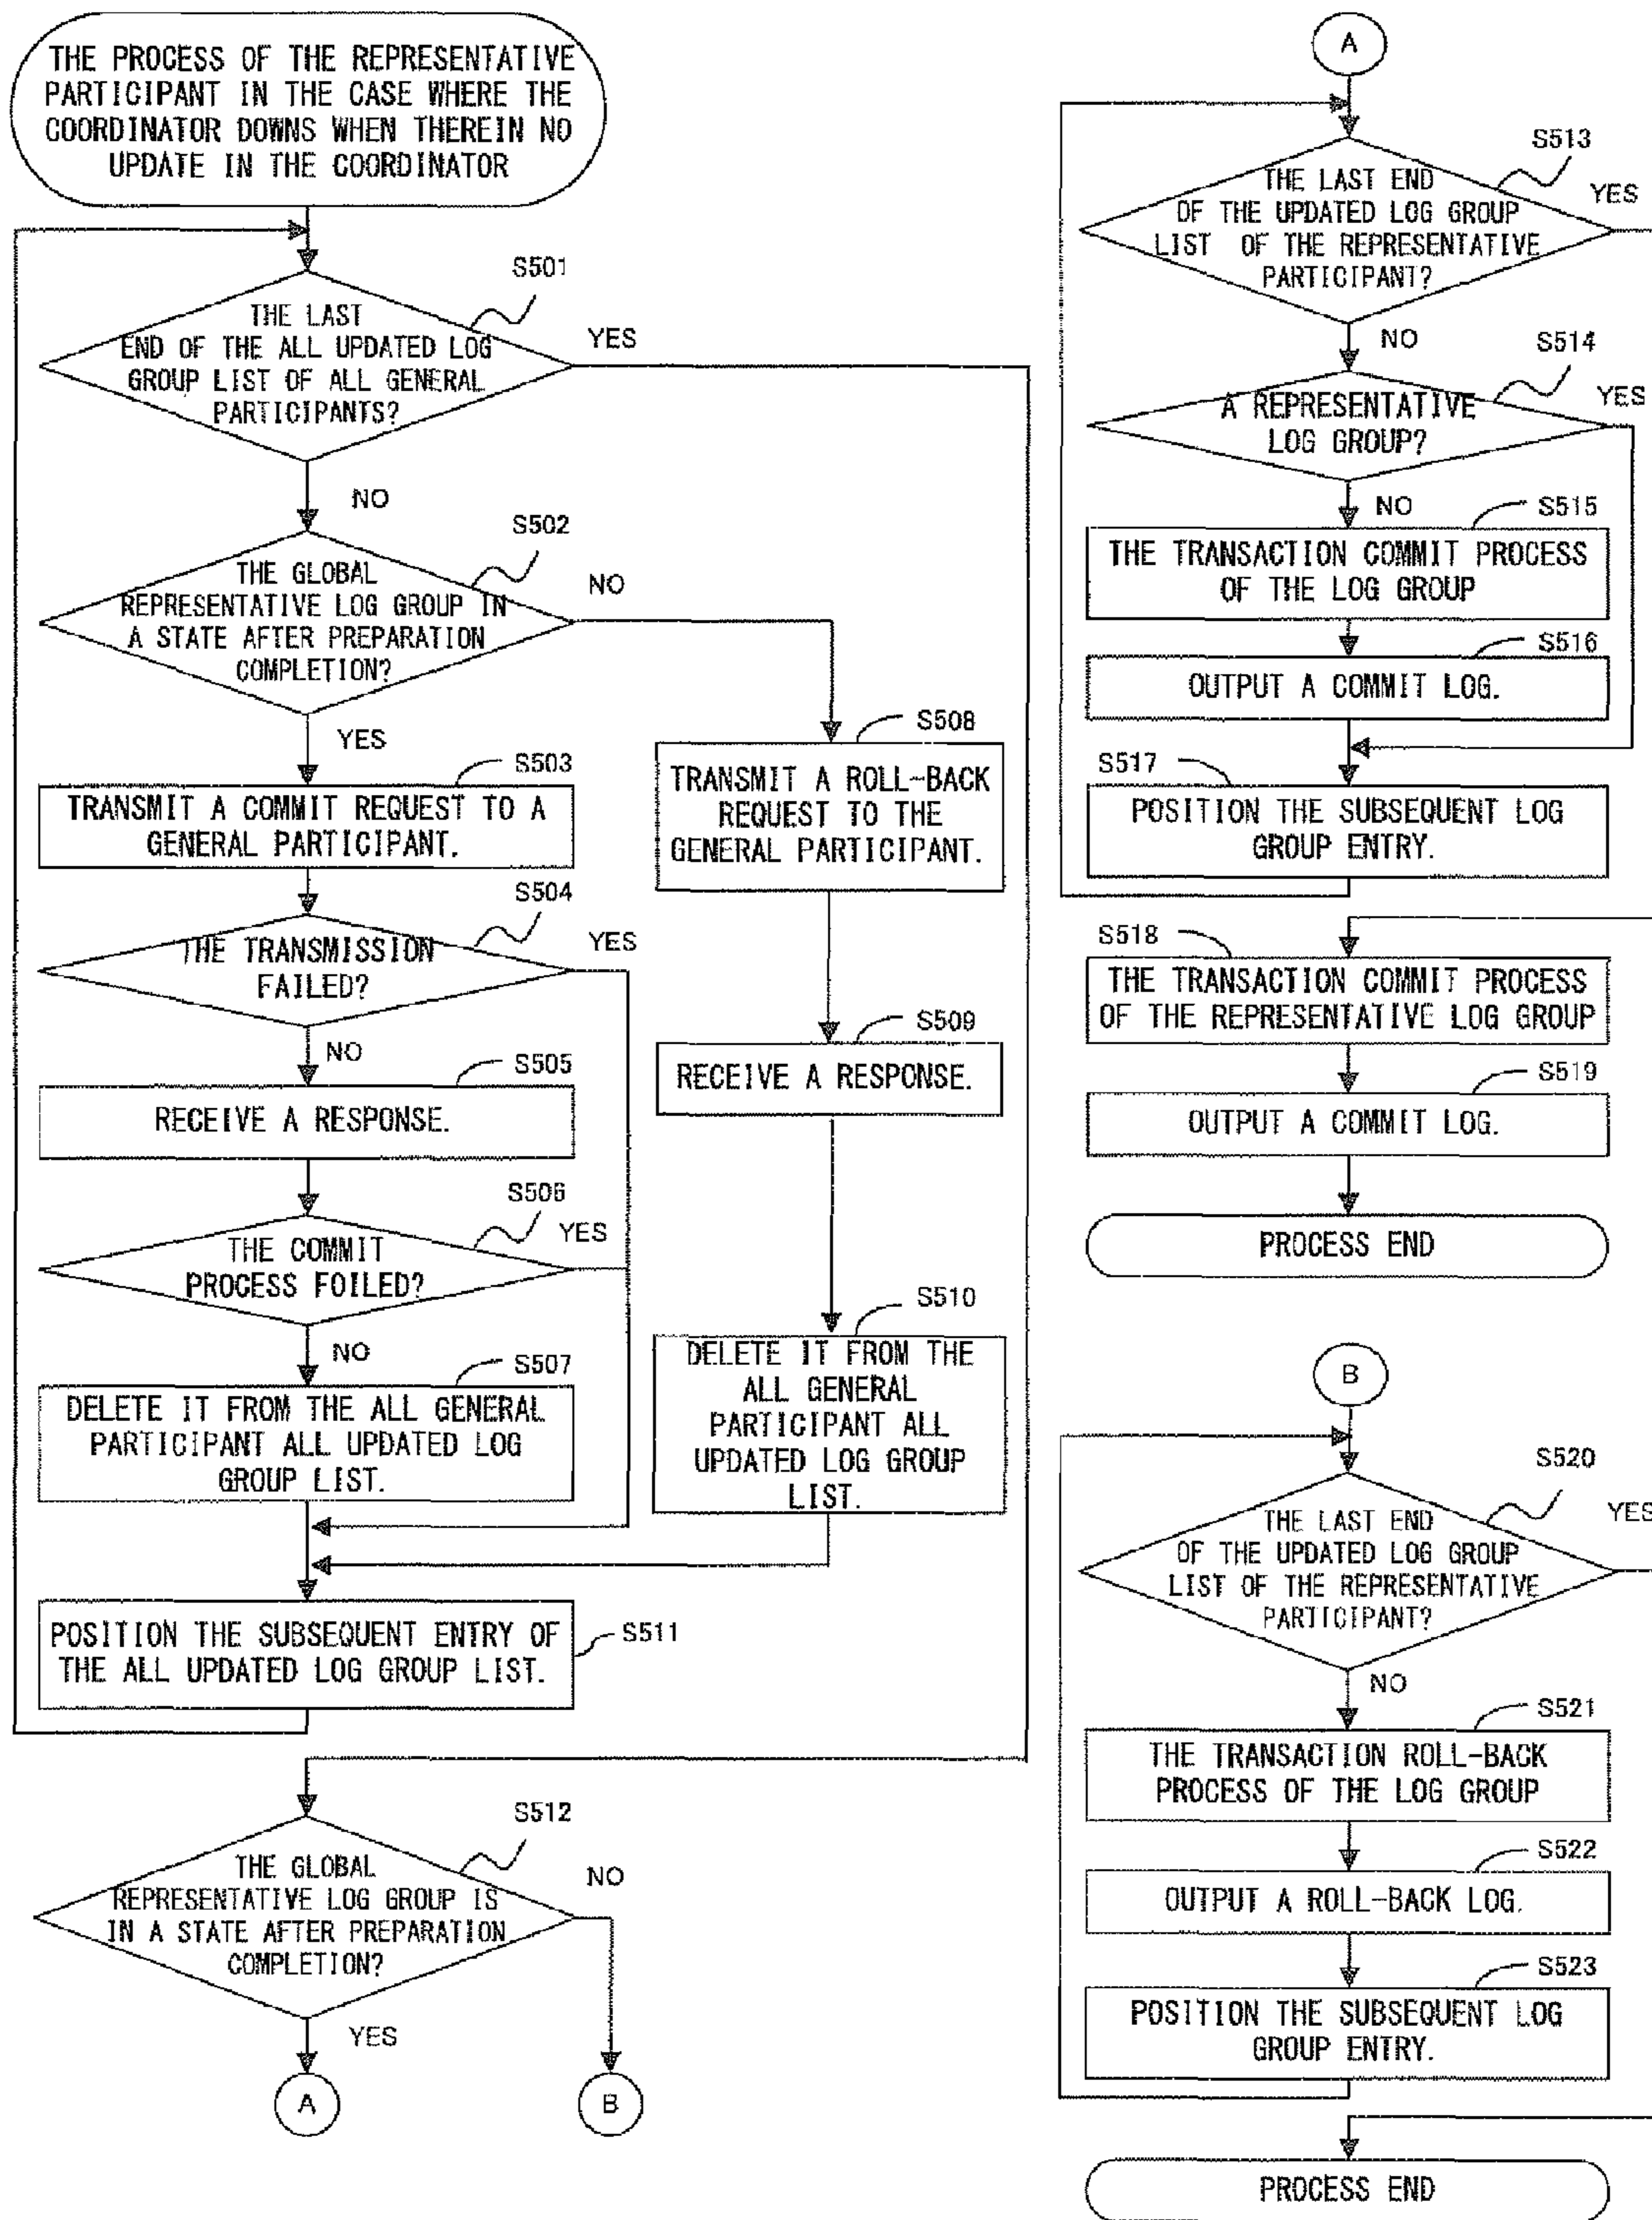 THE PROCESS OF THE REPRESENTATIVE
PARTICIPANT IN THE CASE WHERE THE
COORDINATOR DOWNS WHEN THEREIN NO
UPDATE IN THE COORDINATOR
S501
THE LAST
END OF THE ALL UPDATED LOG
GROUP LIST OF ALL GENERAL
PARTICIPANTS?
YES
NO
S502
THE GLOBAL
REPRESENTATIVE LOG GROUP IN
A STATE AFTER PREPARATION
COMPLETION?
NO
YES
S503
TRANSMIT A COMMIT REQUEST TO A
GENERAL PARTICIPANT.
S504
THE TRANSMISSION
FAILED?
YES
NO
S505
RECEIVE A RESPONSE.
S506
THE COMMIT
PROCESS FOILED?
YES
NO
S507
DELETE IT FROM THE ALL GENERAL
PARTICIPANT ALL UPDATED LOG
GROUP LIST.
S508
TRANSMIT A ROLL-BACK
REQUEST TO THE
GENERAL PARTICIPANT.
S509
RECEIVE A RESPONSE.
S510
DELETE IT FROM THE
ALL GENERAL
PARTICIPANT ALL
UPDATED LOG GROUP
LIST.
POSITION THE SUBSEQUENT ENTRY OF
THE ALL UPDATED LOG GROUP LIST.
S511
S512
THE GLOBAL
REPRESENTATIVE LOG GROUP IS
IN A STATE AFTER PREPARATION
COMPLETION?
NO
YES
A
B
A
S513
THE LAST END
OF THE UPDATED LOG GROUP
LIST OF THE REPRESENTATIVE
PARTICIPANT?
YES
NO
S514
A REPRESENTATIVE
LOG GROUP?
YES
NO
S515
THE TRANSACTION COMMIT PROCESS
OF THE LOG GROUP
S516
OUTPUT A COMMIT LOG.
S517
POSITION THE SUBSEQUENT LOG
GROUP ENTRY.
S518
THE TRANSACTION COMMIT PROCESS
OF THE REPRESENTATIVE LOG GROUP
S519
OUTPUT A COMMIT LOG.
PROCESS END
B
S520
THE LAST END
OF THE UPDATED LOG GROUP
LIST OF THE REPRESENTATIVE
PARTICIPANT?
YES
NO
S521
THE TRANSACTION ROLL-BACK
PROCESS OF THE LOG GROUP
S522
OUTPUT A ROLL-BACK LOG.
S523
POSITION THE SUBSEQUENT LOG
GROUP ENTRY.
PROCESS END